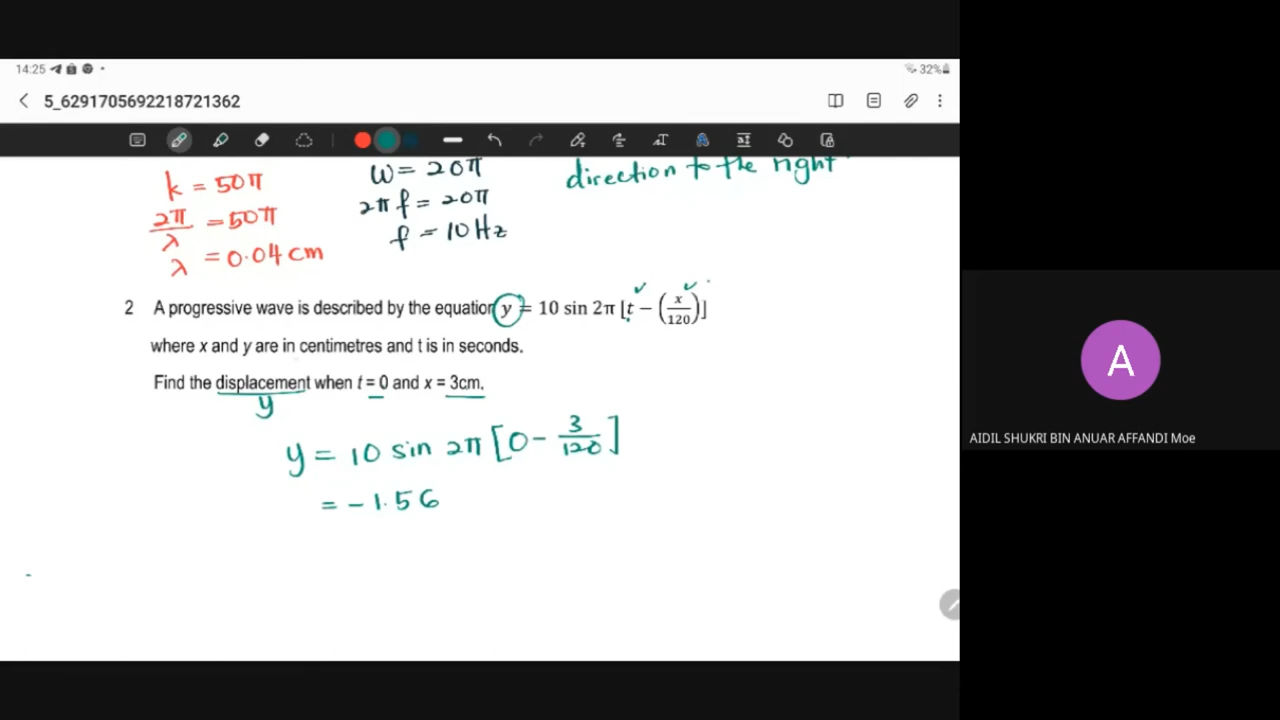 14:25
32%
5_6291705692218721362
k = 50π
2π/λ = 50π
λ = 0.04 cm
ω = 20π
2π f = 20π
f = 10 Hz
direction to the right
2 A progressive wave is described by the equation y = 10 sin 2π [t − (x/120)]
where x and y are in centimetres and t is in seconds.
Find the displacement when t = 0 and x = 3cm.
y
y = 10 sin 2π [0 − 3/120]
= −1.56
A
AIDIL SHUKRI BIN ANUAR AFFANDI Moe